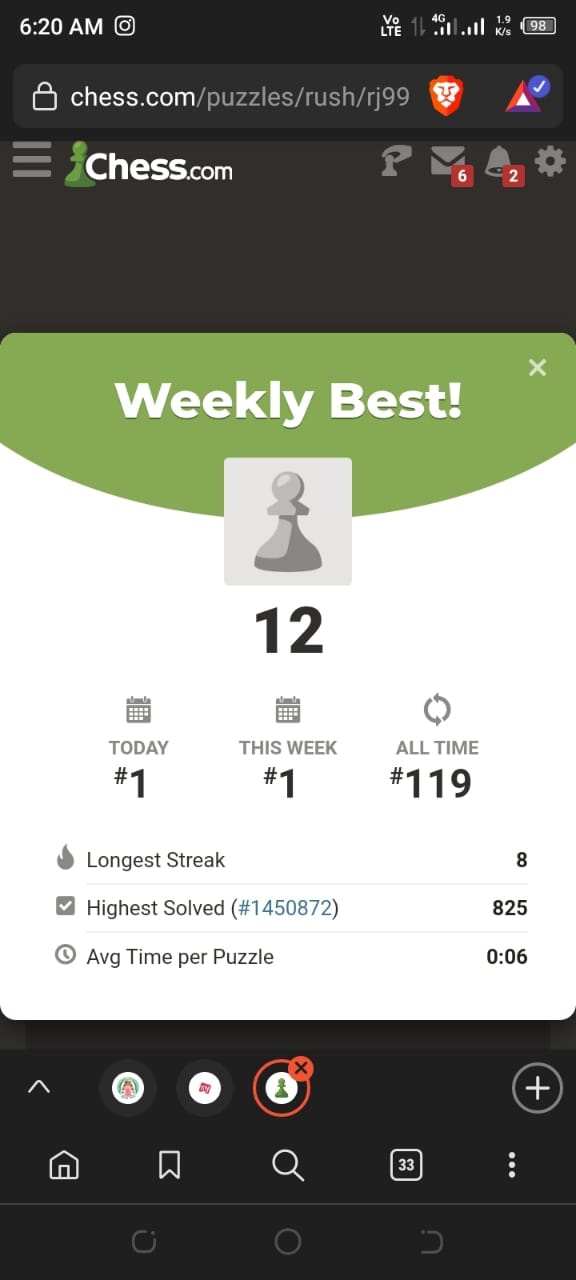 6:20 AM
Vo
LTE
4G
1.9
K/s
98
chess.com/puzzles/rush/rj99
Chess.com
6
2
Weekly Best!
12
TODAY
THIS WEEK
ALL TIME
#1
#1
#119
Longest Streak 8
Highest Solved (#1450872) 825
Avg Time per Puzzle 0:06
33